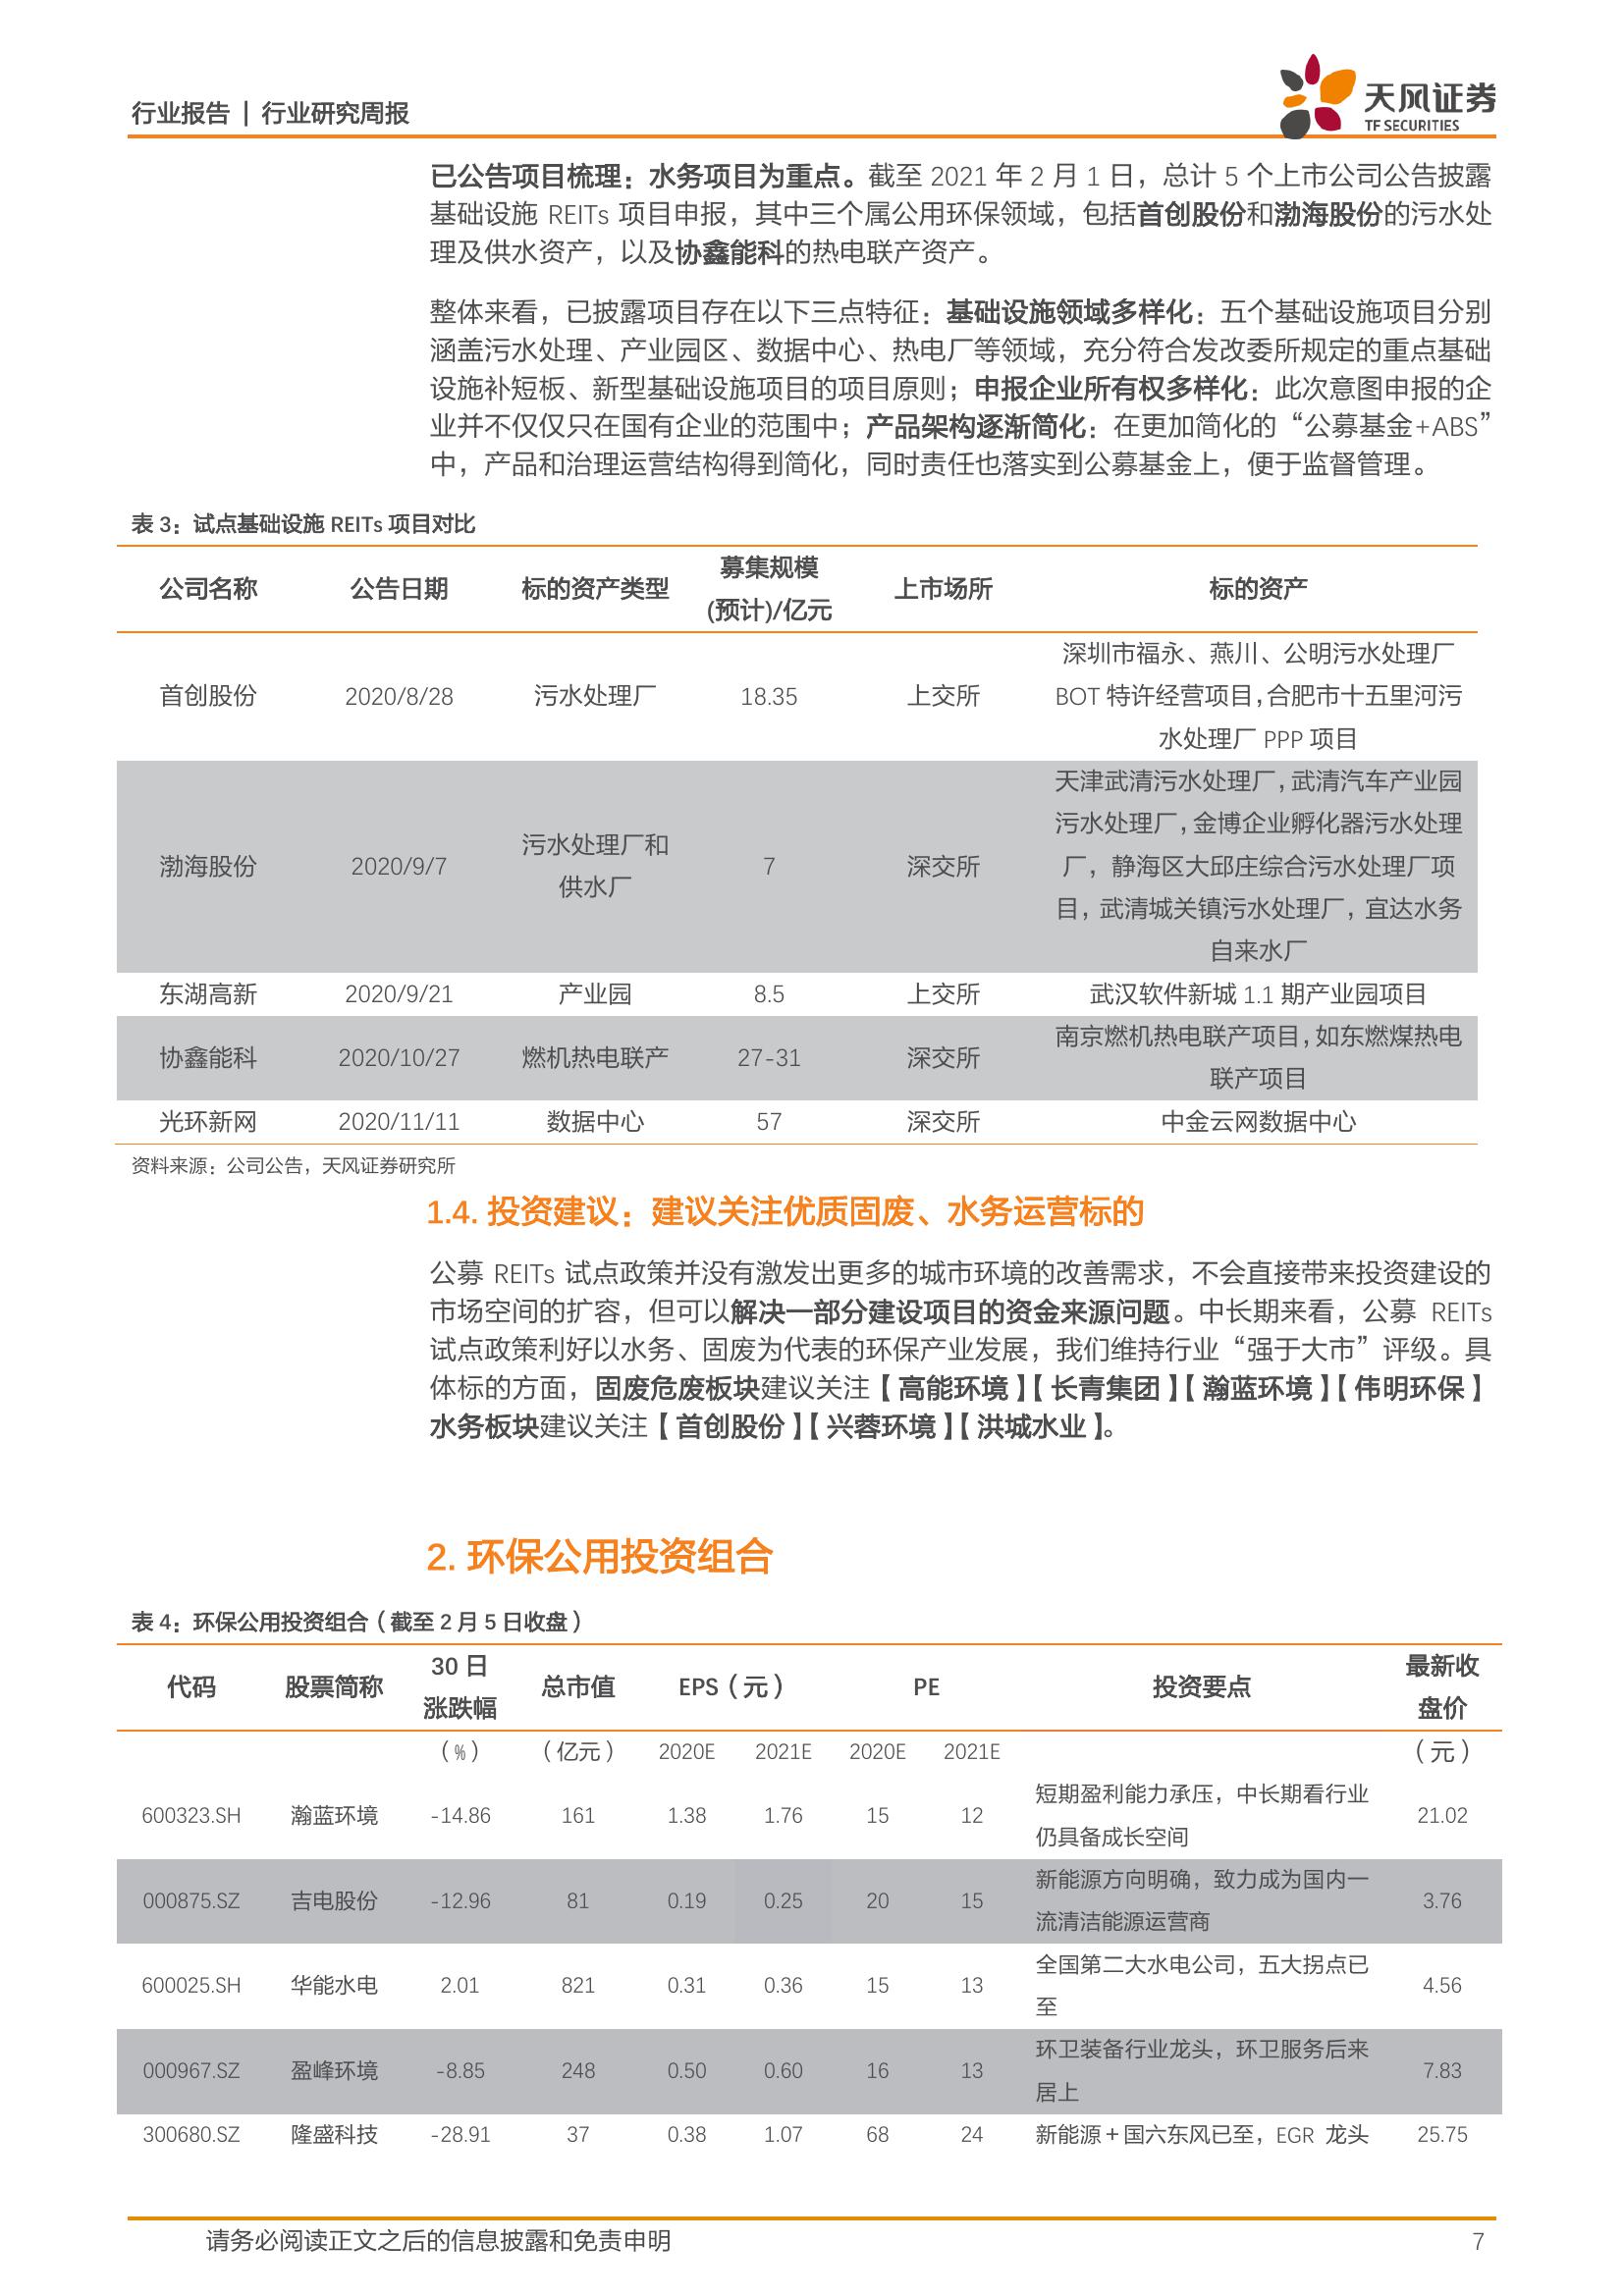 行业报告 | 行业研究周报
天风证券
TF SECURITIES
已公告项目梳理：水务项目为重点。截至 2021 年 2 月 1 日，总计 5 个上市公司公告披露
基础设施 REITs 项目申报，其中三个属公用环保领域，包括首创股份和渤海股份的污水处
理及供水资产，以及协鑫能科的热电联产资产。
整体来看，已披露项目存在以下三点特征：基础设施领域多样化：五个基础设施项目分别
涵盖污水处理、产业园区、数据中心、热电厂等领域，充分符合发改委所规定的重点基础
设施补短板、新型基础设施项目的项目原则；申报企业所有权多样化：此次意图申报的企
业并不仅仅只在国有企业的范围中；产品架构逐渐简化：在更加简化的“公募基金+ABS”
中，产品和治理运营结构得到简化，同时责任也落实到公募基金上，便于监督管理。
表 3：试点基础设施 REITs 项目对比
公司名称 公告日期 标的资产类型 募集规模 上市场所 标的资产
(预计)/亿元
深圳市福永、燕川、公明污水处理厂
首创股份 2020/8/28 污水处理厂 18.35 上交所 BOT 特许经营项目，合肥市十五里河污
水处理厂 PPP 项目
天津武清污水处理厂，武清汽车产业园
污水处理厂和 污水处理厂，金博企业孵化器污水处理
渤海股份 2020/9/7 供水厂 7 深交所 厂，静海区大邱庄综合污水处理厂项
目，武清城关镇污水处理厂，宜达水务
自来水厂
东湖高新 2020/9/21 产业园 8.5 上交所 武汉软件新城 1.1 期产业园项目
协鑫能科 2020/10/27 燃机热电联产 27-31 深交所 南京燃机热电联产项目，如东燃煤热电
联产项目
光环新网 2020/11/11 数据中心 57 深交所 中金云网数据中心
资料来源：公司公告，天风证券研究所
1.4. 投资建议：建议关注优质固废、水务运营标的
公募 REITs 试点政策并没有激发出更多的城市环境的改善需求，不会直接带来投资建设的
市场空间的扩容，但可以解决一部分建设项目的资金来源问题。中长期来看，公募 REITs
试点政策利好以水务、固废为代表的环保产业发展，我们维持行业“强于大市”评级。具
体标的方面，固废危废板块建议关注【高能环境】【长青集团】【瀚蓝环境】【伟明环保】
水务板块建议关注【首创股份】【兴蓉环境】【洪城水业】。
2. 环保公用投资组合
表 4：环保公用投资组合（截至 2 月 5 日收盘）
代码 股票简称 30 日 总市值 EPS（元） PE 投资要点 最新收
涨跌幅 盘价
（%） （亿元） 2020E 2021E 2020E 2021E （元）
600323.SH 瀚蓝环境 -14.86 161 1.38 1.76 15 12 短期盈利能力承压，中长期看行业 21.02
仍具备成长空间
000875.SZ 吉电股份 -12.96 81 0.19 0.25 20 15 新能源方向明确，致力成为国内一 3.76
流清洁能源运营商
600025.SH 华能水电 2.01 821 0.31 0.36 15 13 全国第二大水电公司，五大拐点已 4.56
至
000967.SZ 盈峰环境 -8.85 248 0.50 0.60 16 13 环卫装备行业龙头，环卫服务后来 7.83
居上
300680.SZ 隆盛科技 -28.91 37 0.38 1.07 68 24 新能源＋国六东风已至，EGR 龙头 25.75
请务必阅读正文之后的信息披露和免责申明 7